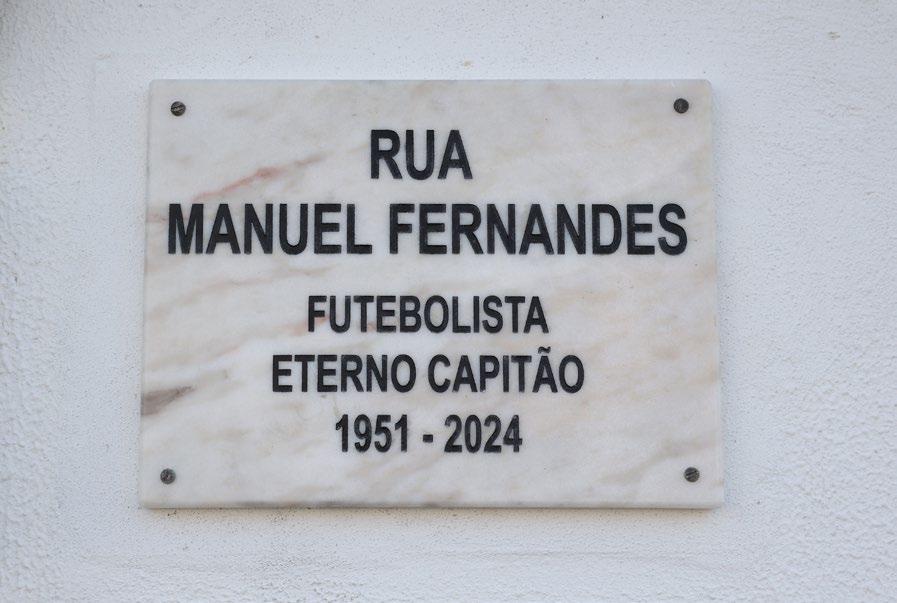 RUA
MANUEL FERNANDES
FUTEBOLISTA
ETERNO CAPITÃO
1951 - 2024